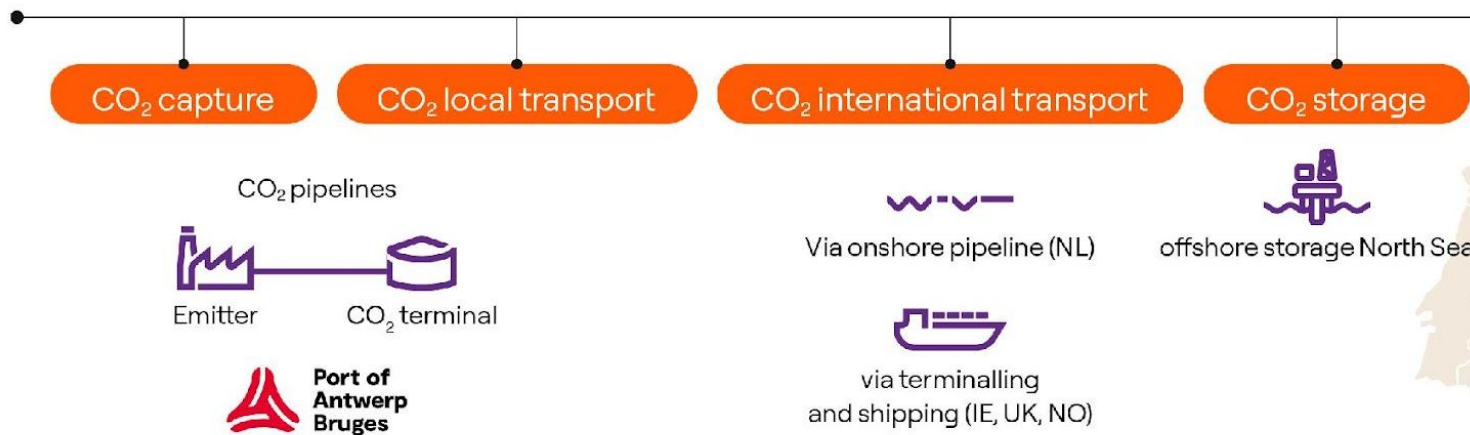 CO₂ capture
CO₂ local transport
CO₂ international transport
CO₂ storage
CO₂ pipelines
Emitter
CO₂ terminal
Port of
Antwerp
Bruges
Via onshore pipeline (NL)
via terminalling
and shipping (IE, UK, NO)
offshore storage North Sea